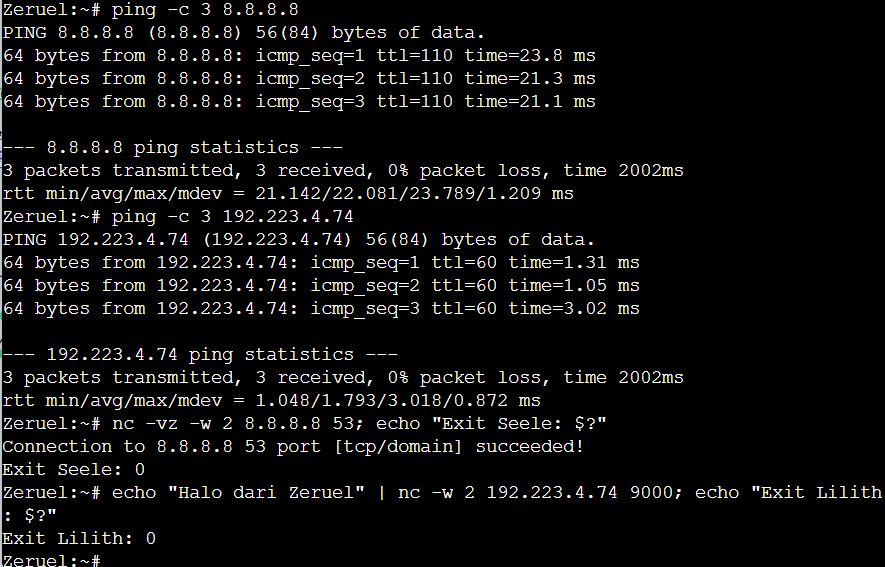 Zeruel:~# ping -c 3 8.8.8.8
PING 8.8.8.8 (8.8.8.8) 56(84) bytes of data.
64 bytes from 8.8.8.8: icmp_seq=1 ttl=110 time=23.8 ms
64 bytes from 8.8.8.8: icmp_seq=2 ttl=110 time=21.3 ms
64 bytes from 8.8.8.8: icmp_seq=3 ttl=110 time=21.1 ms

--- 8.8.8.8 ping statistics ---
3 packets transmitted, 3 received, 0% packet loss, time 2002ms
rtt min/avg/max/mdev = 21.142/22.081/23.789/1.209 ms
Zeruel:~# ping -c 3 192.223.4.74
PING 192.223.4.74 (192.223.4.74) 56(84) bytes of data.
64 bytes from 192.223.4.74: icmp_seq=1 ttl=60 time=1.31 ms
64 bytes from 192.223.4.74: icmp_seq=2 ttl=60 time=1.05 ms
64 bytes from 192.223.4.74: icmp_seq=3 ttl=60 time=3.02 ms

--- 192.223.4.74 ping statistics ---
3 packets transmitted, 3 received, 0% packet loss, time 2002ms
rtt min/avg/max/mdev = 1.048/1.793/3.018/0.872 ms
Zeruel:~# nc -vz -w 2 8.8.8.8 53; echo "Exit Seele: $?"
Connection to 8.8.8.8 53 port [tcp/domain] succeeded!
Exit Seele: 0
Zeruel:~# echo "Halo dari Zeruel" | nc -w 2 192.223.4.74 9000; echo "Exit Lilith
: $?"
Exit Lilith: 0
Zeruel:~#